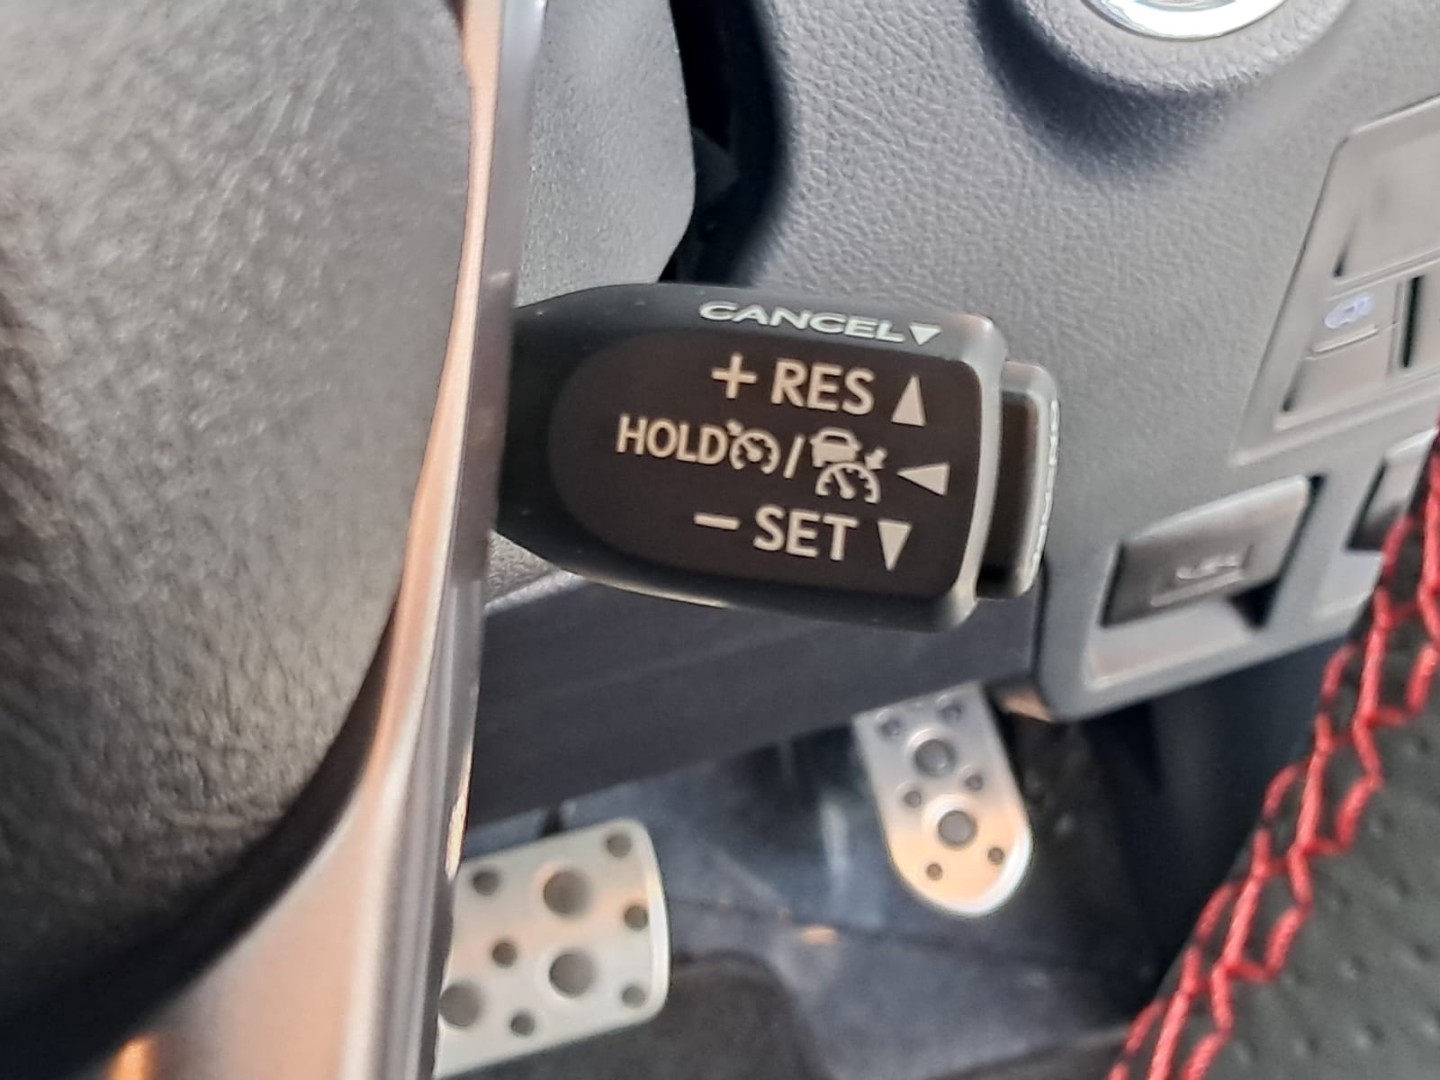 CANCEL▼
+ RES ▲
HOLD / ◀
– SET ▼